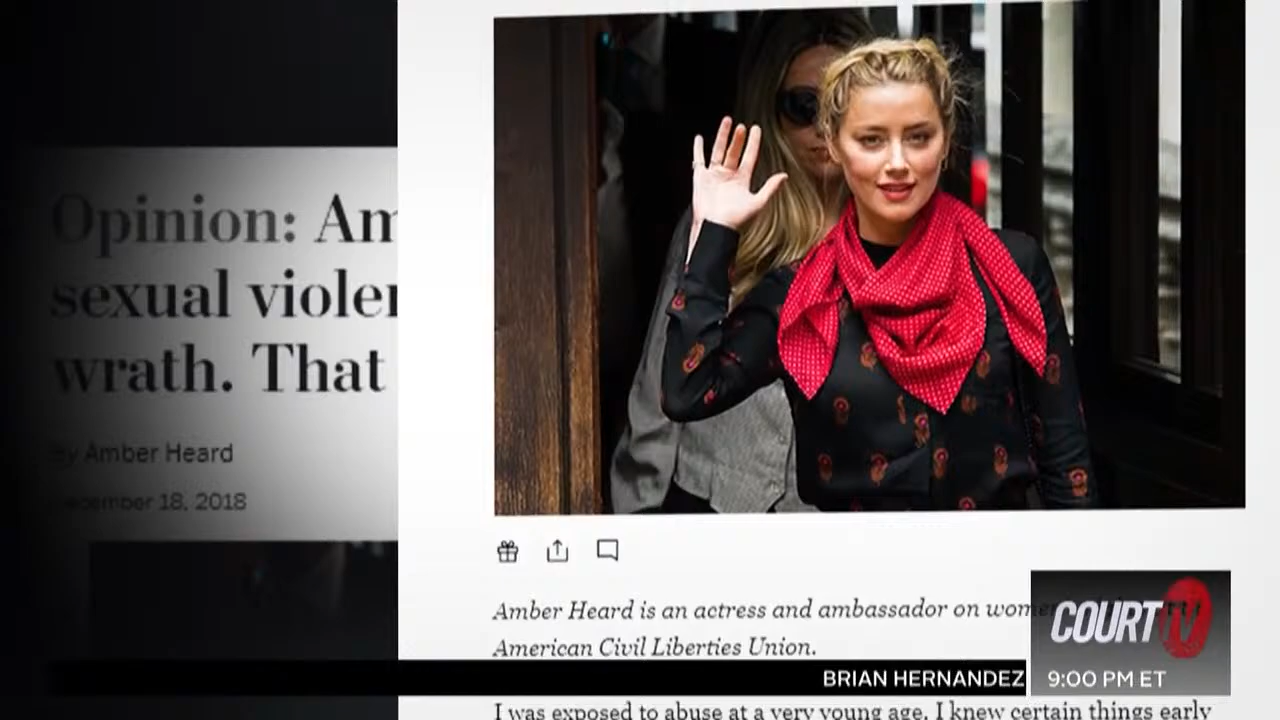 Opinion: Am
sexual violen
wrath. That
By Amber Heard
December 18, 2018
Amber Heard is an actress and ambassador on
American Civil Liberties Union.
I was exposed to abuse at a very young age. I knew certain things early
BRIAN HERNANDEZ
COURT TV
9:00 PM ET